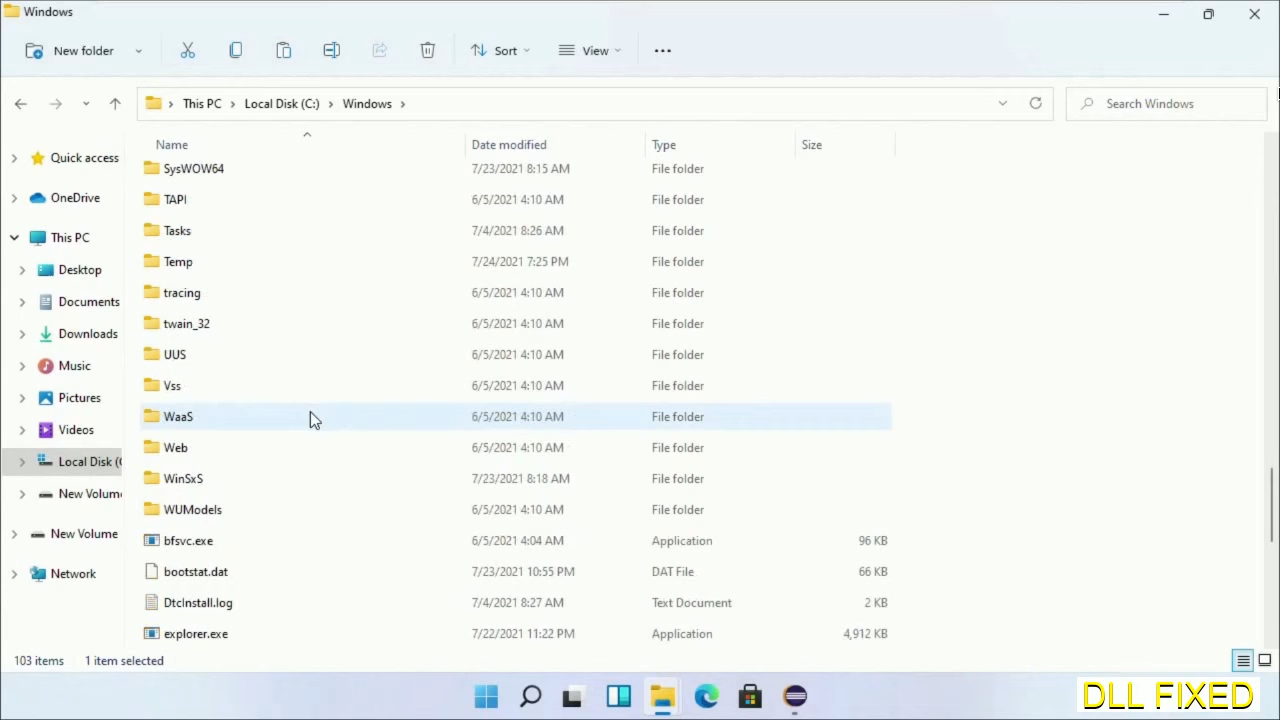 Windows
New folder
Sort
View
This PC
Local Disk (C:)
Windows
Search Windows
Name
Date modified
Type
Size
Quick access
OneDrive
This PC
Desktop
Documents
Downloads
Music
Pictures
Videos
Local Disk (
New Volum
New Volume
Network
SysWOW64 7/23/2021 8:15 AM File folder
TAPI 6/5/2021 4:10 AM File folder
Tasks 7/4/2021 8:26 AM File folder
Temp 7/24/2021 7:25 PM File folder
tracing 6/5/2021 4:10 AM File folder
twain_32 6/5/2021 4:10 AM File folder
UUS 6/5/2021 4:10 AM File folder
Vss 6/5/2021 4:10 AM File folder
WaaS 6/5/2021 4:10 AM File folder
Web 6/5/2021 4:10 AM File folder
WinSxS 7/23/2021 8:18 AM File folder
WUModels 6/5/2021 4:10 AM File folder
bfsvc.exe 6/5/2021 4:04 AM Application 96 KB
bootstat.dat 7/23/2021 10:55 PM DAT File 66 KB
DtcInstall.log 7/4/2021 8:27 AM Text Document 2 KB
explorer.exe 7/22/2021 11:22 PM Application 4,912 KB
103 items
1 item selected
DLL FIXED